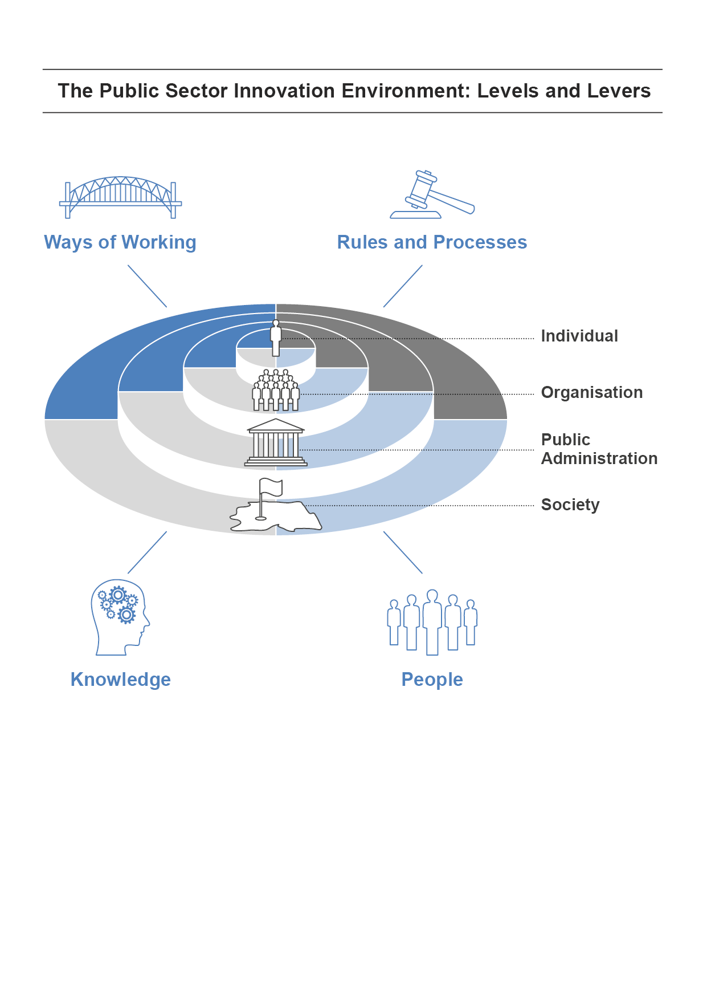 The Public Sector Innovation Environment: Levels and Levers
Ways of Working
Rules and Processes
Individual
Organisation
Public
Administration
Society
Knowledge
People